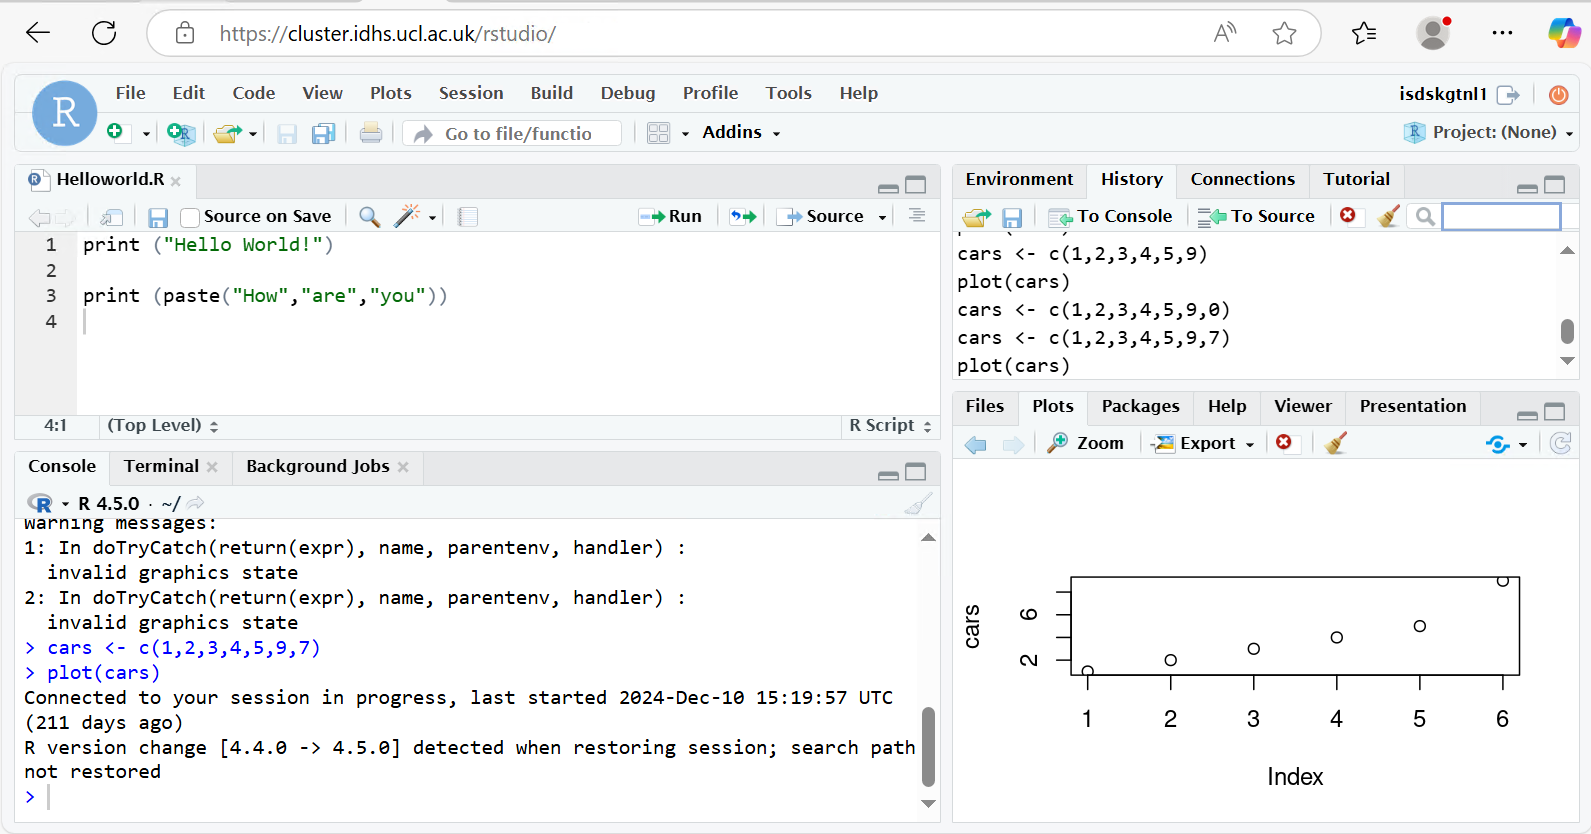 https://cluster.idhs.ucl.ac.uk/rstudio/
R File Edit Code View Plots Session Build Debug Profile Tools Help isdskgtnl1
Go to file/functio Addins Project: (None)
Helloworld.R
Source on Save Run Source
1 print ("Hello World!")
2
3 print (paste("How","are","you"))
4
4:1 (Top Level) R Script
Console Terminal Background Jobs
R 4.5.0 · ~/
Warning messages:
1: In doTryCatch(return(expr), name, parentenv, handler) :
invalid graphics state
2: In doTryCatch(return(expr), name, parentenv, handler) :
invalid graphics state
> cars <- c(1,2,3,4,5,9,7)
> plot(cars)
Connected to your session in progress, last started 2024-Dec-10 15:19:57 UTC
(211 days ago)
R version change [4.4.0 -> 4.5.0] detected when restoring session; search path
not restored
>
Environment History Connections Tutorial
To Console To Source
cars <- c(1,2,3,4,5,9)
plot(cars)
cars <- c(1,2,3,4,5,9,0)
cars <- c(1,2,3,4,5,9,7)
plot(cars)
Files Plots Packages Help Viewer Presentation
Zoom Export
cars
6
2
1 2 3 4 5 6
Index